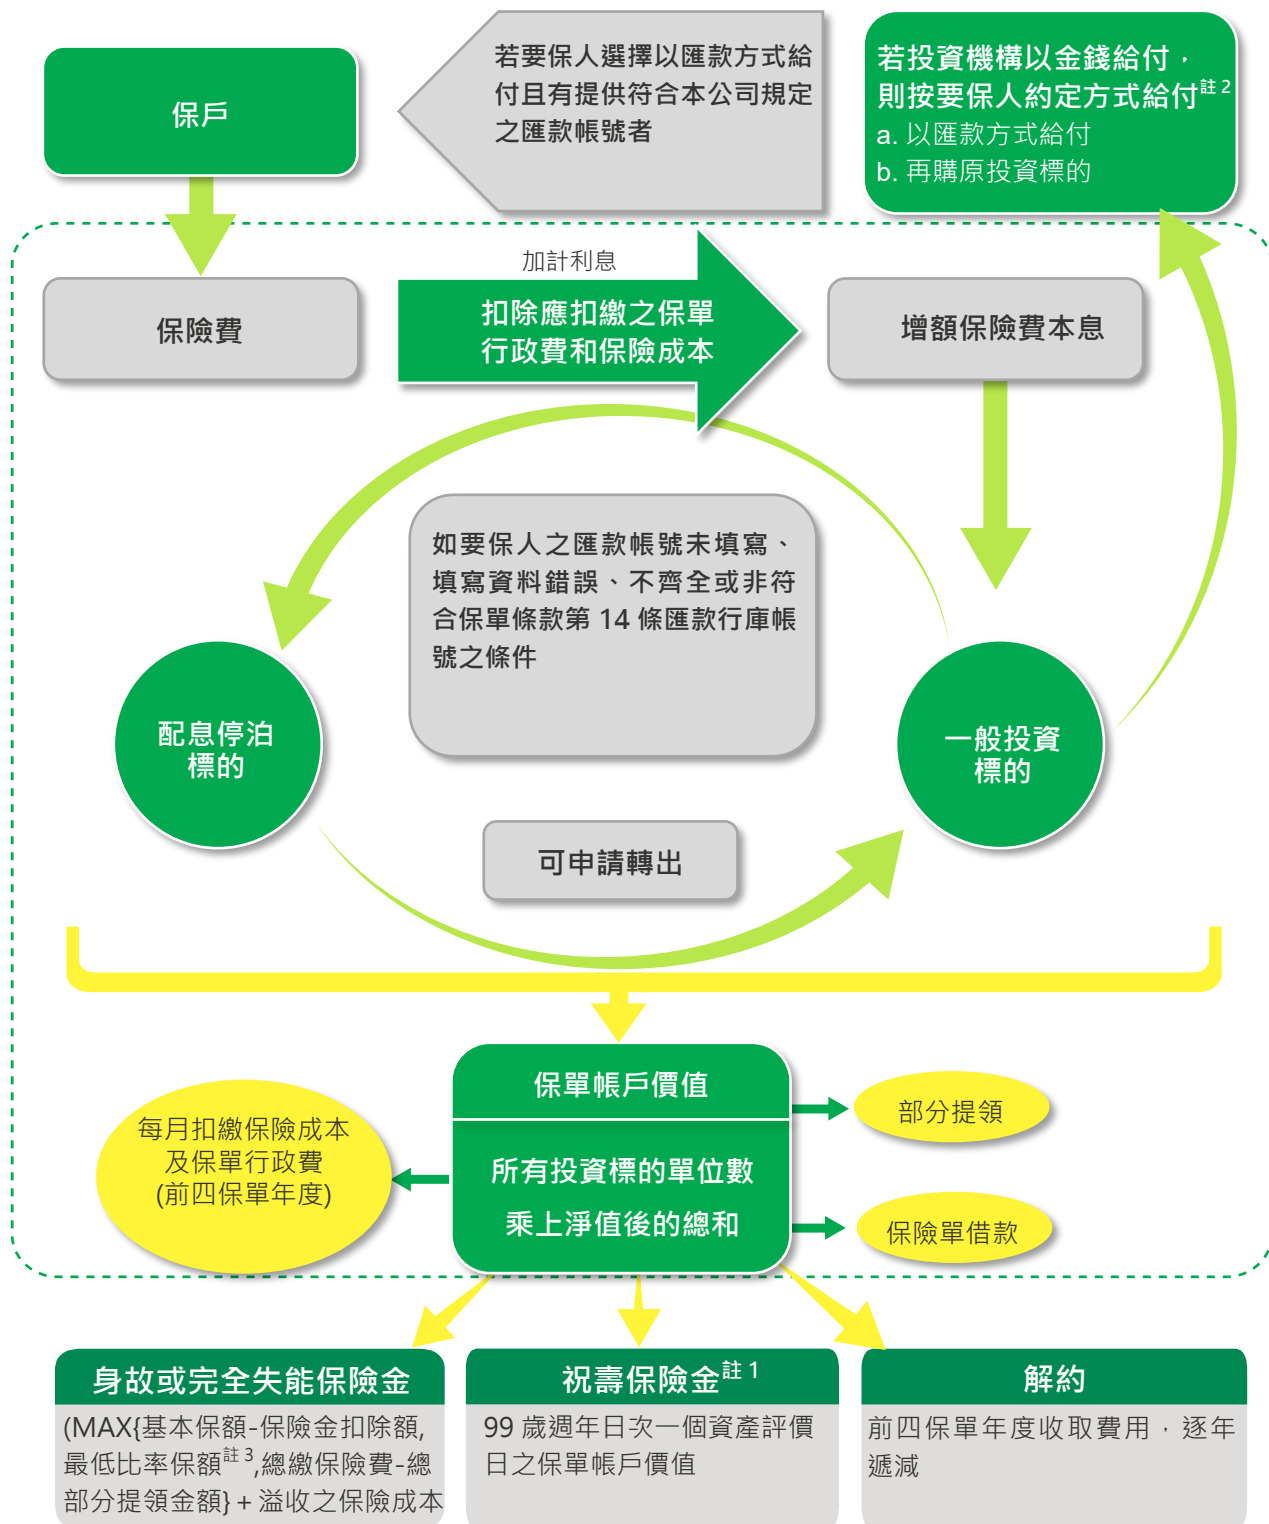 保戶
若要保人選擇以匯款方式給
付且有提供符合本公司規定
之匯款帳號者
若投資機構以金錢給付，
則按要保人約定方式給付註 2
a. 以匯款方式給付
b. 再購原投資標的
保險費
加計利息
扣除應扣繳之保單
行政費和保險成本
增額保險費本息
如要保人之匯款帳號未填寫、
填寫資料錯誤、不齊全或非符
合保單條款第 14 條匯款行庫帳
號之條件
配息停泊
標的
一般投資
標的
可申請轉出
保單帳戶價值
所有投資標的單位數
乘上淨值後的總和
每月扣繳保險成本
及保單行政費
(前四保單年度)
部分提領
保險單借款
身故或完全失能保險金
(MAX{基本保額-保險金扣除額,
最低比率保額註 3,總繳保險費-總
部分提領金額} + 溢收之保險成本
祝壽保險金註 1
99 歲週年日次一個資產評價
日之保單帳戶價值
解約
前四保單年度收取費用，逐年
遞減